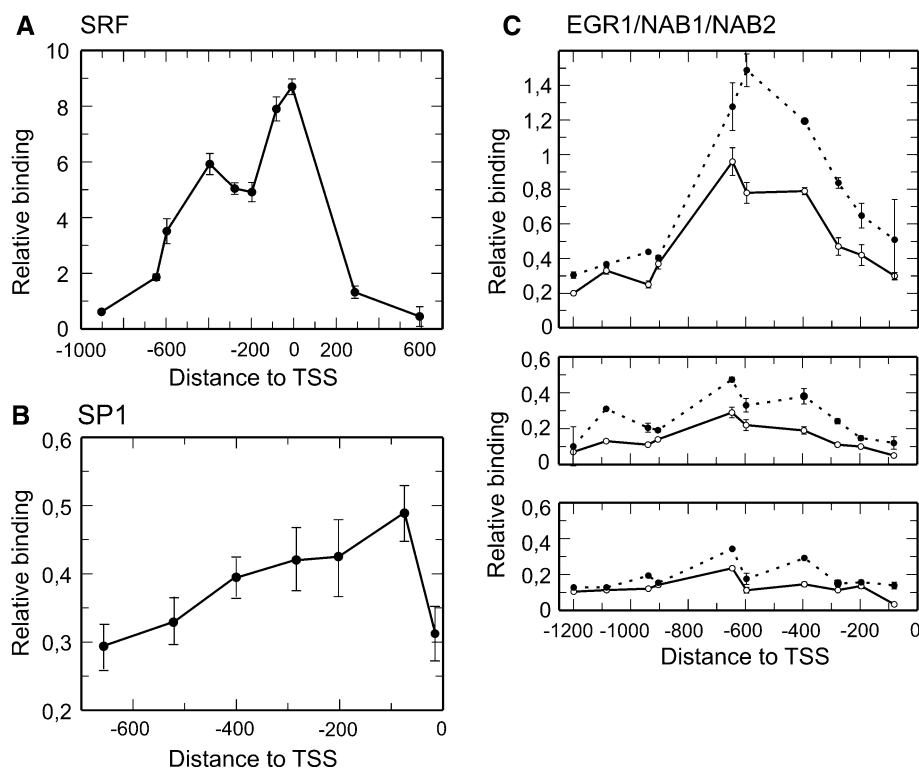 A SRF
10
8
6
4
2
0
Relative binding
-1000 -600 -200 0 200 600
Distance to TSS
B SP1
0,6
0,5
0,4
0,3
0,2
Relative binding
-600 -400 -200 0
Distance to TSS
C EGR1/NAB1/NAB2
1,4
1,2
1
0,8
0,6
0,4
0,2
0
Relative binding
0,6
0,4
0,2
0
Relative binding
0,6
0,4
0,2
0
-1200 -1000 -800 -600 -400 -200 0
Distance to TSS